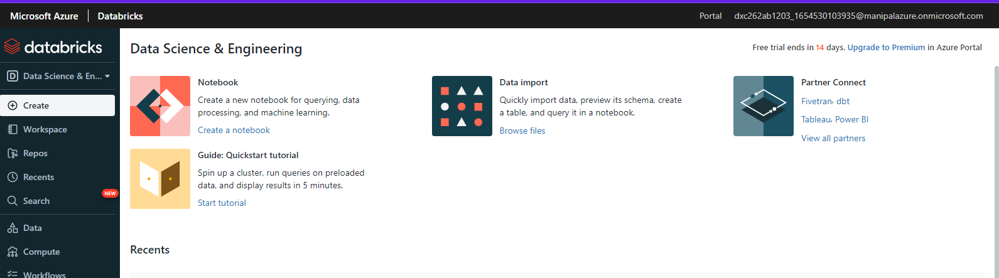 Microsoft Azure Databricks Portal dxc262ab1203_1654530103935@manipalazure.onmicrosoft.com
databricks
D Data Science & En...
Create
Workspace
Repos
Recents
NEW
Search
Data
Compute
Workflows
Data Science & Engineering
Free trial ends in 14 days. Upgrade to Premium in Azure Portal
Notebook
Create a new notebook for querying, data
processing, and machine learning.
Create a notebook
Data import
Quickly import data, preview its schema, create
a table, and query it in a notebook.
Browse files
Partner Connect
Fivetran, dbt
Tableau, Power BI
View all partners
Guide: Quickstart tutorial
Spin up a cluster, run queries on preloaded
data, and display results in 5 minutes.
Start tutorial
Recents